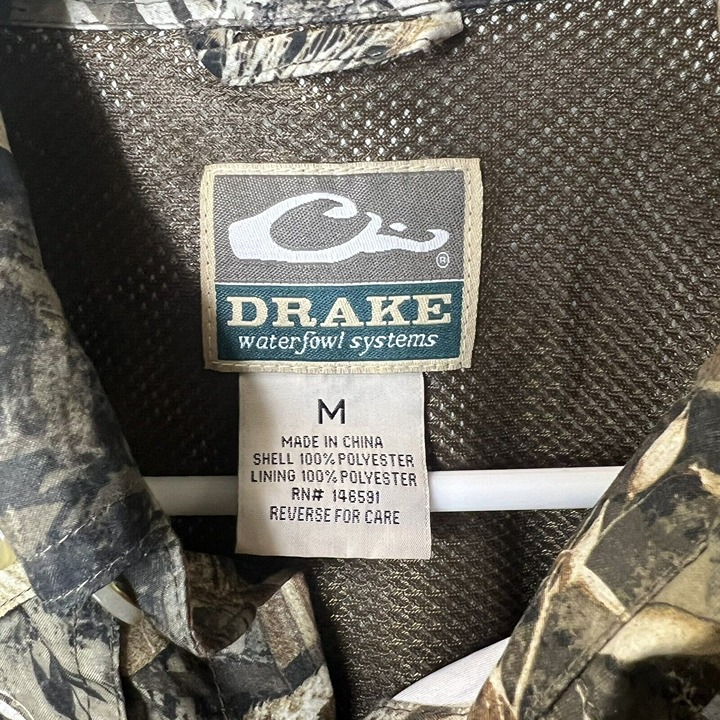 ®
DRAKE
waterfowl systems
M
MADE IN CHINA
SHELL 100% POLYESTER
LINING 100% POLYESTER
RN# 146591
REVERSE FOR CARE